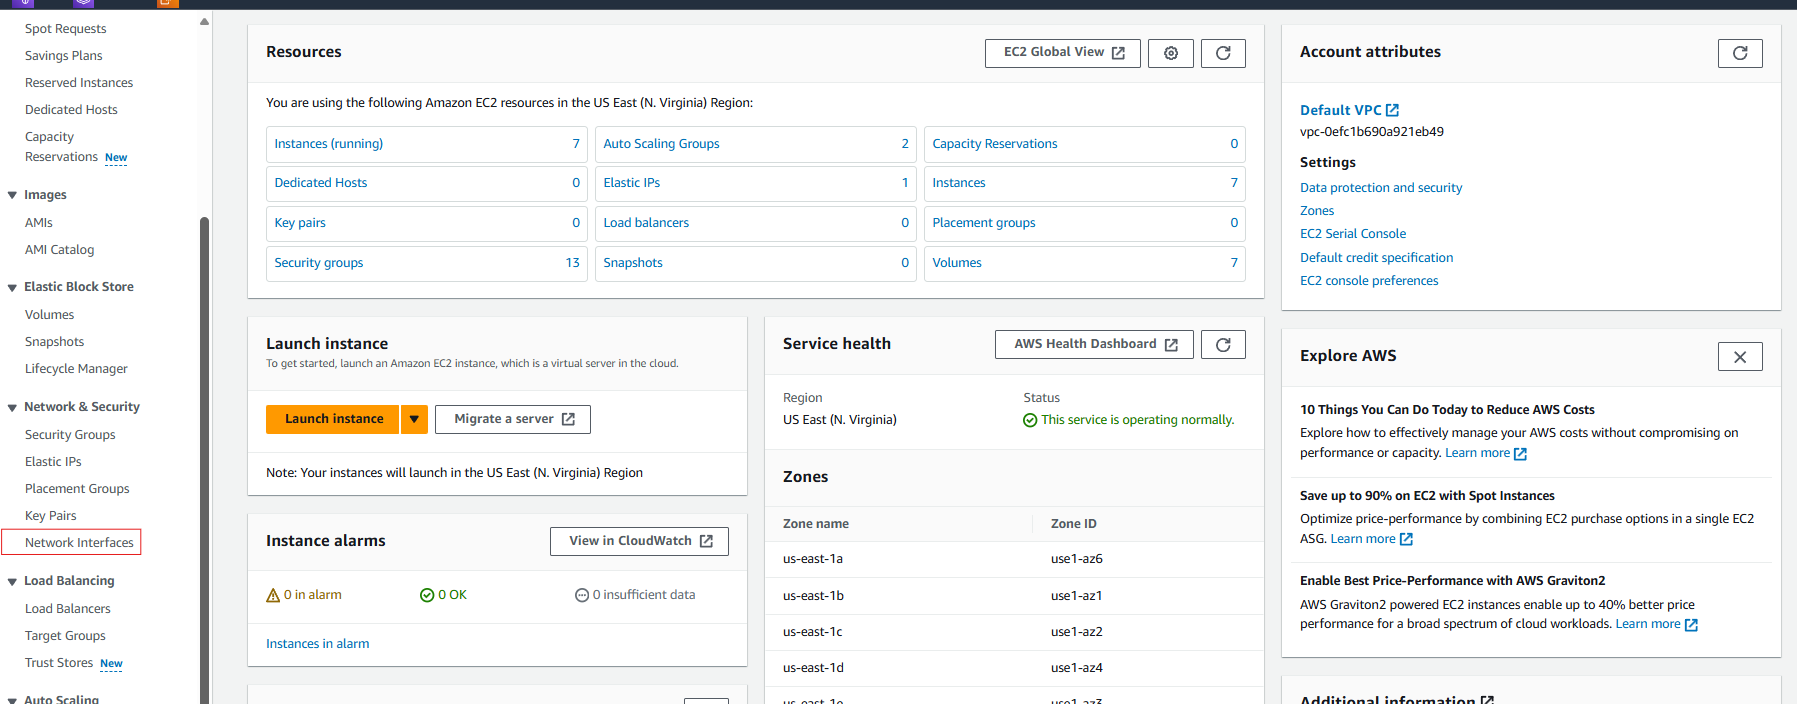 Spot Requests
Savings Plans
Reserved Instances
Dedicated Hosts
Capacity
Reservations New
Images
AMIs
AMI Catalog
Elastic Block Store
Volumes
Snapshots
Lifecycle Manager
Network & Security
Security Groups
Elastic IPs
Placement Groups
Key Pairs
Network Interfaces
Load Balancing
Load Balancers
Target Groups
Trust Stores New
Auto Scaling
Resources
EC2 Global View
You are using the following Amazon EC2 resources in the US East (N. Virginia) Region:
Instances (running) 7 Auto Scaling Groups 2 Capacity Reservations 0
Dedicated Hosts 0 Elastic IPs 1 Instances 7
Key pairs 0 Load balancers 0 Placement groups 0
Security groups 13 Snapshots 0 Volumes 7
Launch instance
To get started, launch an Amazon EC2 instance, which is a virtual server in the cloud.
Launch instance Migrate a server
Note: Your instances will launch in the US East (N. Virginia) Region
Instance alarms View in CloudWatch
0 in alarm 0 OK 0 insufficient data
Instances in alarm
Service health AWS Health Dashboard
Region Status
US East (N. Virginia) This service is operating normally.
Zones
Zone name Zone ID
us-east-1a use1-az6
us-east-1b use1-az1
us-east-1c use1-az2
us-east-1d use1-az4
us-east-1e use1-az3
Account attributes
Default VPC
vpc-0efc1b690a921eb49
Settings
Data protection and security
Zones
EC2 Serial Console
Default credit specification
EC2 console preferences
Explore AWS
10 Things You Can Do Today to Reduce AWS Costs
Explore how to effectively manage your AWS costs without compromising on
performance or capacity. Learn more
Save up to 90% on EC2 with Spot Instances
Optimize price-performance by combining EC2 purchase options in a single EC2
ASG. Learn more
Enable Best Price-Performance with AWS Graviton2
AWS Graviton2 powered EC2 instances enable up to 40% better price
performance for a broad spectrum of cloud workloads. Learn more
Additional information